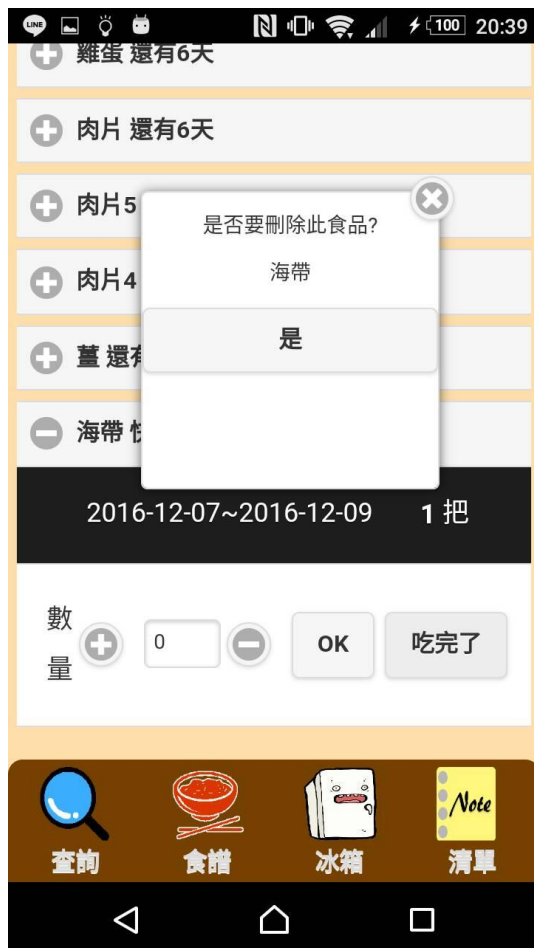 LINE
100 20:39
雞蛋 還有6天
肉片 還有6天
肉片5
肉片4
薑 還有
海帶
是否要刪除此食品?
海帶
是
2016-12-07~2016-12-09 1 把
數量
0
OK
吃完了
Note
查詢 食譜 冰箱 清單